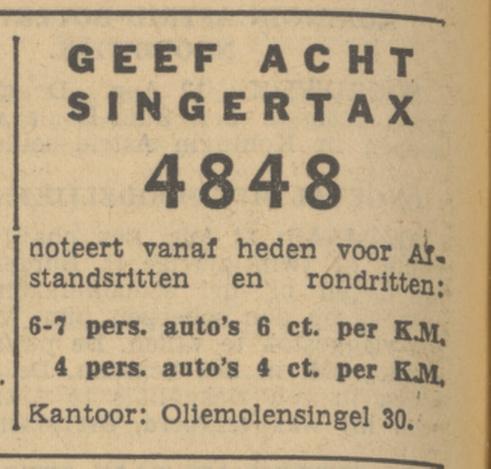 GEEF ACHT
SINGERTAX
4848
noteert vanaf heden voor Af-
standsritten en rondritten:
6-7 pers. auto's 6 ct. per K.M.
4 pers. auto's 4 ct. per K.M.
Kantoor: Oliemolensingel 30.